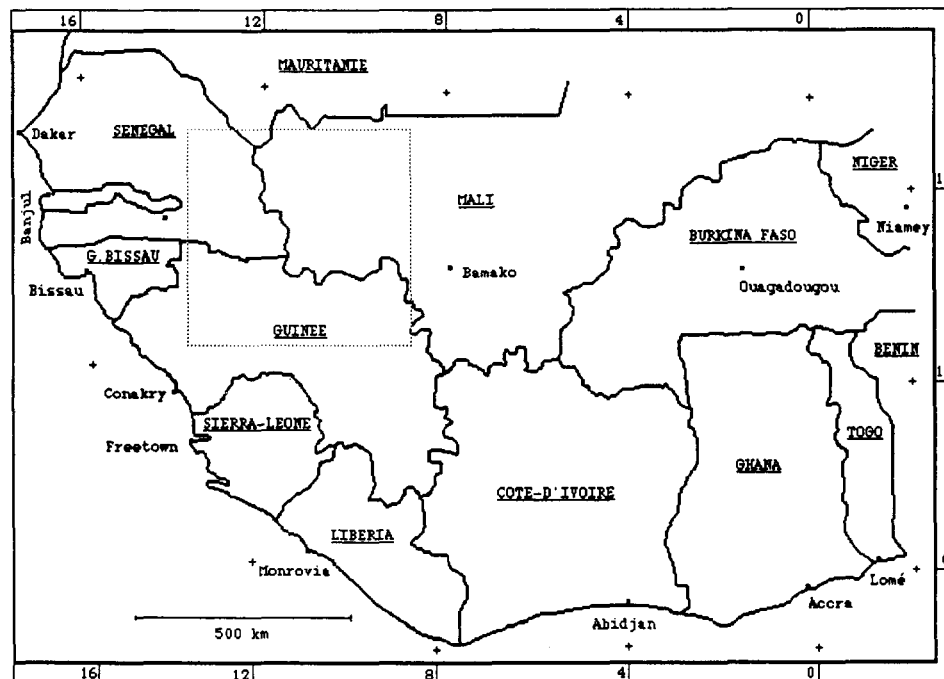 16 12 8 4 0
MAURITANIE
Dakar
SENEGAL
NIGER
1
Banjul
MALI
Niamey
BURKINA FASO
G.BISSAU
Bamako
Bissau
Ouagadougou
GUINEE
BENIN
1
Conakry
SIERRA-LEONE
TOGO
Freetown
GHANA
COTE-D'IVOIRE
LIBERIA
Monrovia
Lomé
Accra
500 km
Abidjan
16 12 8 4 0